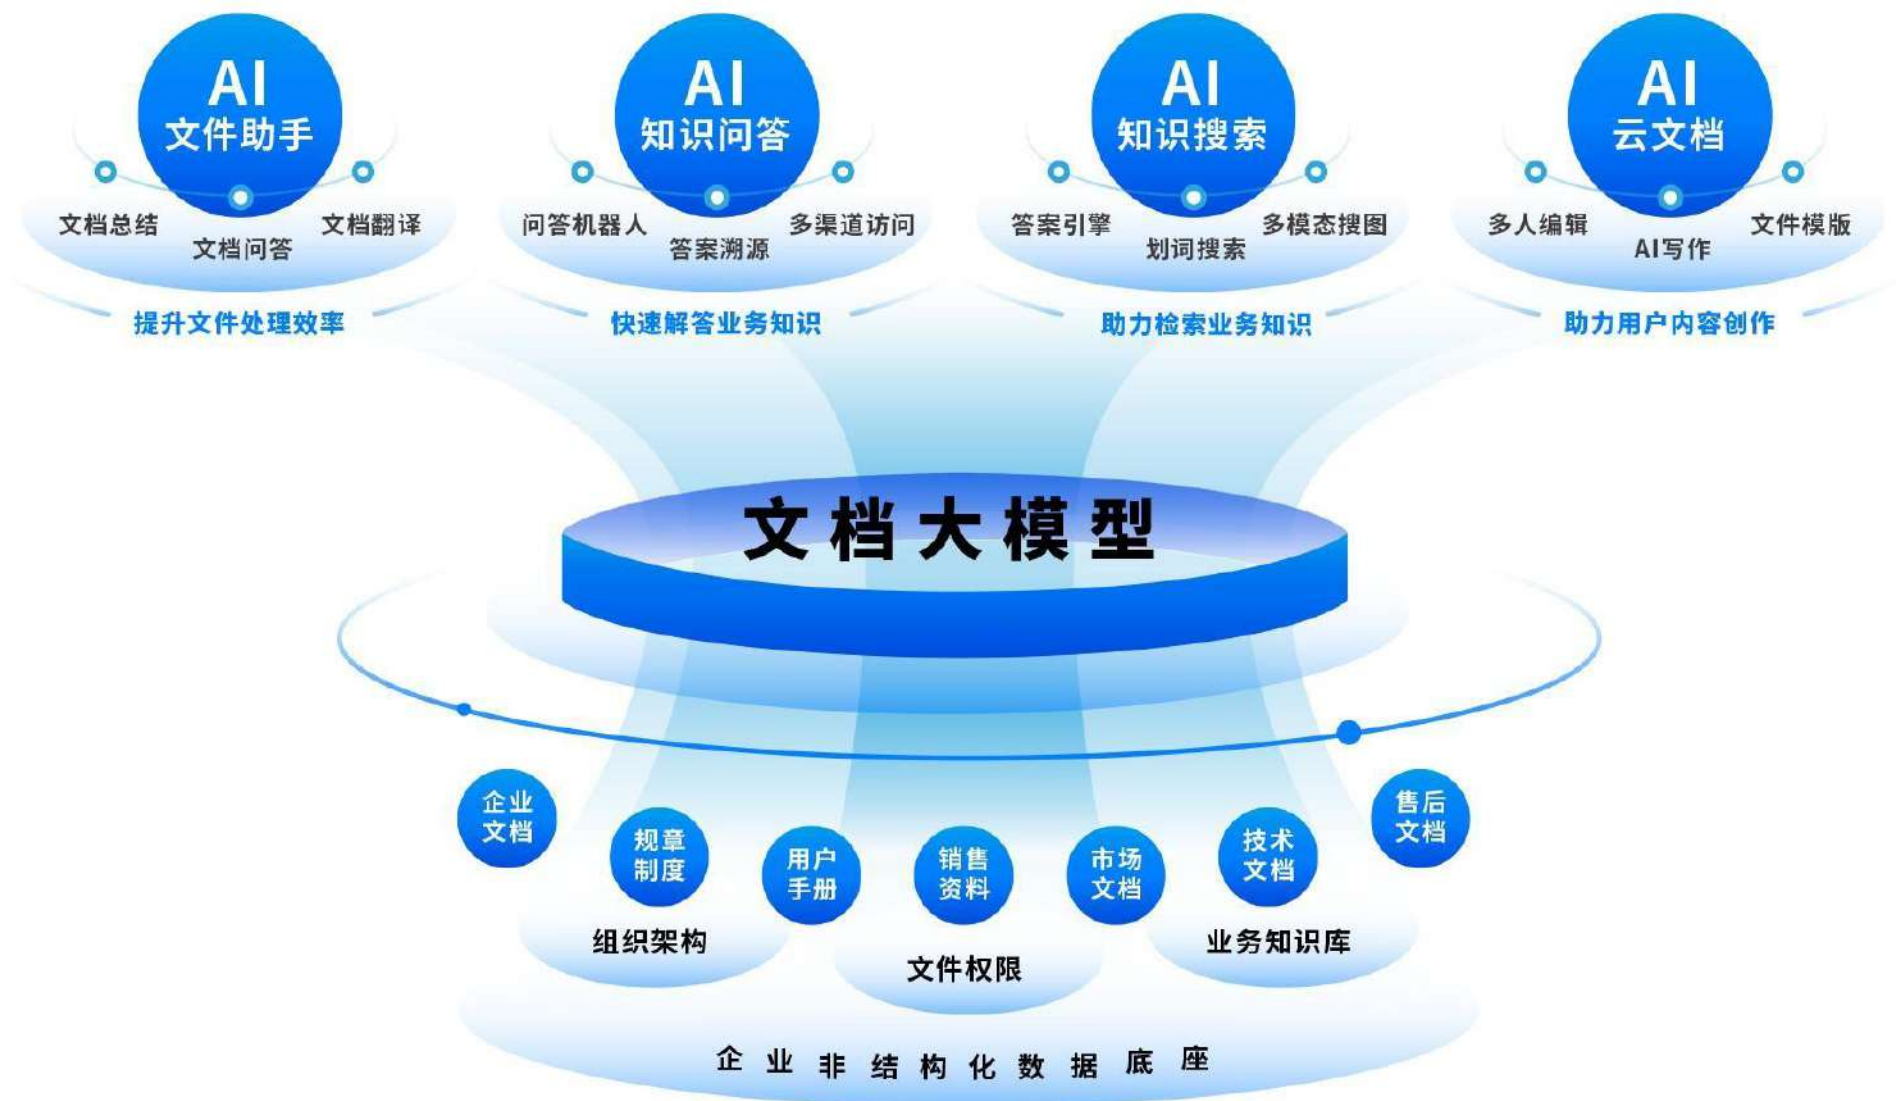 AI
文件助手
文档总结
文档问答
文档翻译
提升文件处理效率
AI
知识问答
问答机器人
答案溯源
多渠道访问
快速解答业务知识
AI
知识搜索
答案引擎
划词搜索
多模态搜图
助力检索业务知识
AI
云文档
多人编辑
AI写作
文件模版
助力用户内容创作
文档大模型
企业
文档
规章
制度
用户
手册
销售
资料
市场
文档
技术
文档
售后
文档
组织架构
文件权限
业务知识库
企业非结构化数据底座